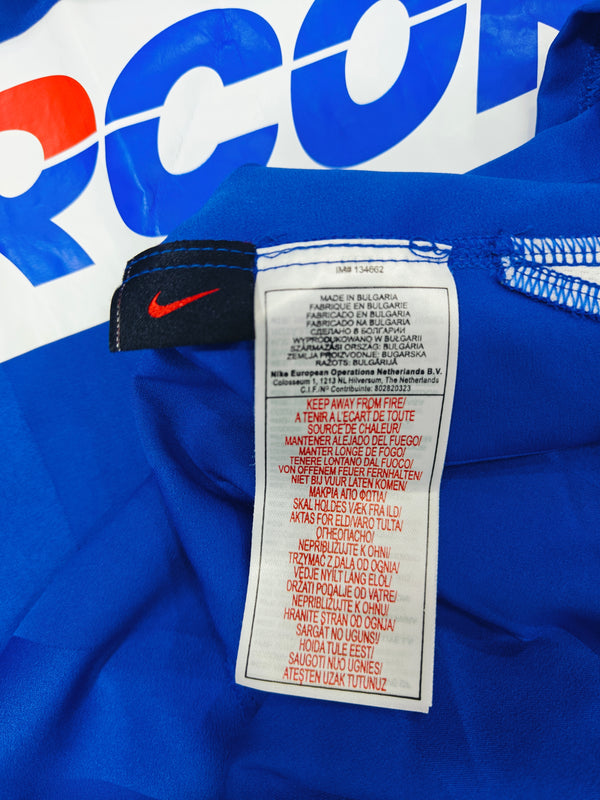 RCOM
IM# 134662
MADE IN BULGARIA
FABRIQUE EN BULGARIE
FABRICADO EN BULGARIA
FABRICADO NA BULGARIA
СДЕЛАНО В БОЛГАРИИ
WYPRODUKOWANO W BUŁGARII
SZÁRMAZÁSI ORSZÁG: BULGÁRIA
ZEMLJA PROIZVODNJE: BUGARSKA
RAŽOTS: BULGĀRIJĀ
Nike European Operations Netherlands B.V.
Colosseum 1, 1213 NL Hilversum, The Netherlands
C.I.F./Nº Contribuinte: 802820323
KEEP AWAY FROM FIRE/
A TENIR A L'ECART DE TOUTE
SOURCE DE CHALEUR/
MANTENER ALEJADO DEL FUEGO/
MANTER LONGE DE FOGO/
TENERE LONTANO DAL FUOCO/
VON OFFENEM FEUER FERNHALTEN/
NIET BIJ VUUR LATEN KOMEN/
ΜΑΚΡΙΑ ΑΠΟ ΦΩΤΙΑ/
SKAL HOLDES VÆK FRA ILD/
AKTAS FOR ELD/VARO TULTA/
ОГНЕОПАСНО/
NEPRIBLIŽUJTE K OHNI/
TRZYMAĆ Z DALA OD OGNIA/
VÉDJE NYÍLT LÁNG ELŐL/
DRŽATI PODALJE OD VATRE/
NEPRIBLIŽUJTE K OHŇU/
HRANITE STRAN OD OGNJA/
SARGĀT NO UGUNS/
HOIDA TULE EEST/
SAUGOTI NUO UGNIES/
ATEŞTEN UZAK TUTUNUZ